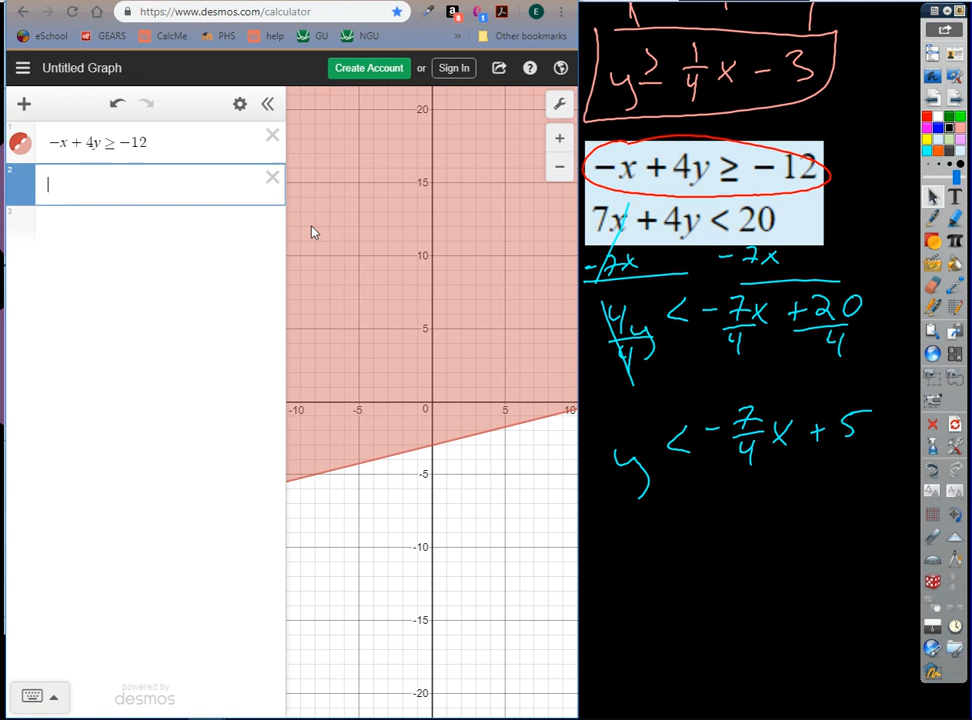 https://www.desmos.com/calculator
eSchool GEARS CalcMe PHS help GU NGU Other bookmarks
Untitled Graph Create Account or Sign In
1
-x + 4y ≥ -12
2
3
20
15
10
5
-10 -5 0 5 10
-5
-10
-15
-20
powered by
desmos
y ≥ 1/4 x - 3
-x + 4y ≥ - 12
7x + 4y < 20
-7x -7x
4y/4 < -7x/4 + 20/4
y < - 7/4 x + 5